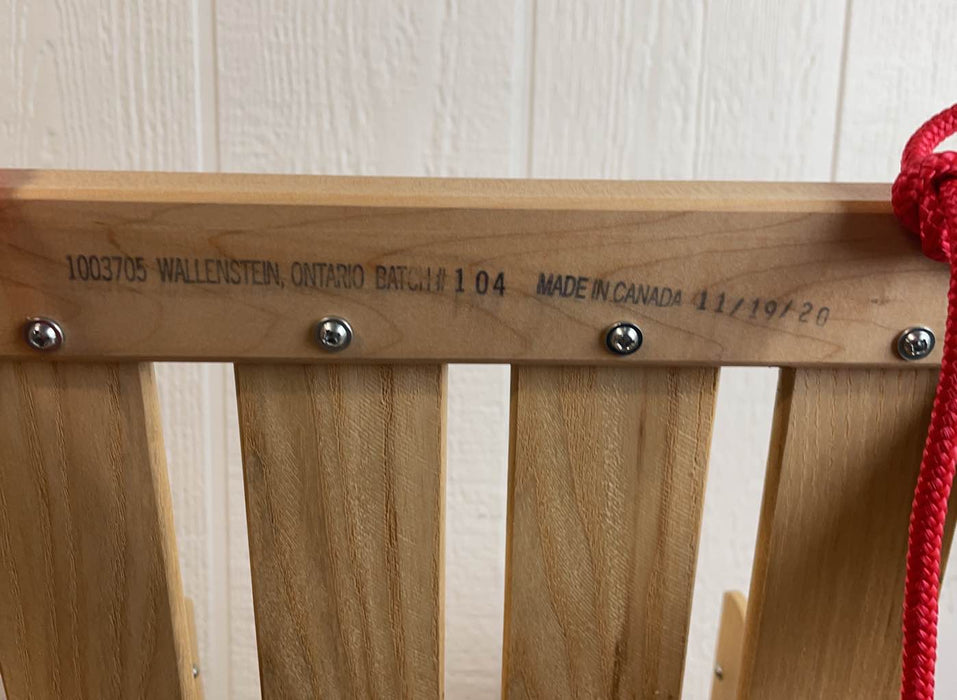 1003705 WALLENSTEIN, ONTARIO BATCH# 104 MADE IN CANADA 11/19/20